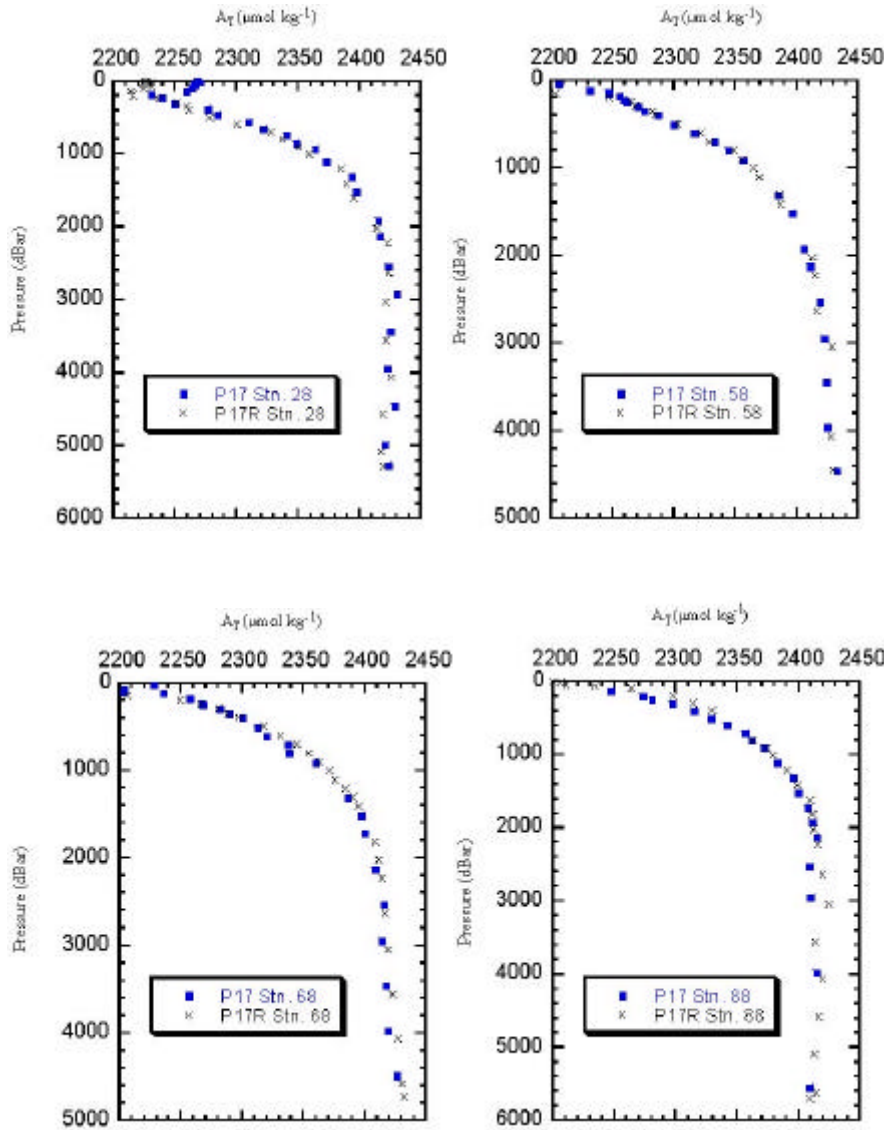 A_T (µmol kg⁻¹)
2200 2250 2300 2350 2400 2450
0
1000
2000
3000
4000
5000
6000
Pressure (dBar)
P17 Stn. 28
P17R Stn. 28
A_T (µmol kg⁻¹)
2200 2250 2300 2350 2400 2450
0
1000
2000
3000
4000
5000
Pressure (dBar)
P17 Stn. 58
P17R Stn. 58
A_T (µmol kg⁻¹)
2200 2250 2300 2350 2400 2450
0
1000
2000
3000
4000
5000
Pressure (dBar)
P17 Stn. 68
P17R Stn. 68
A_T (µmol kg⁻¹)
2200 2250 2300 2350 2400 2450
0
1000
2000
3000
4000
5000
6000
Pressure (dBar)
P17 Stn. 88
P17R Stn. 88